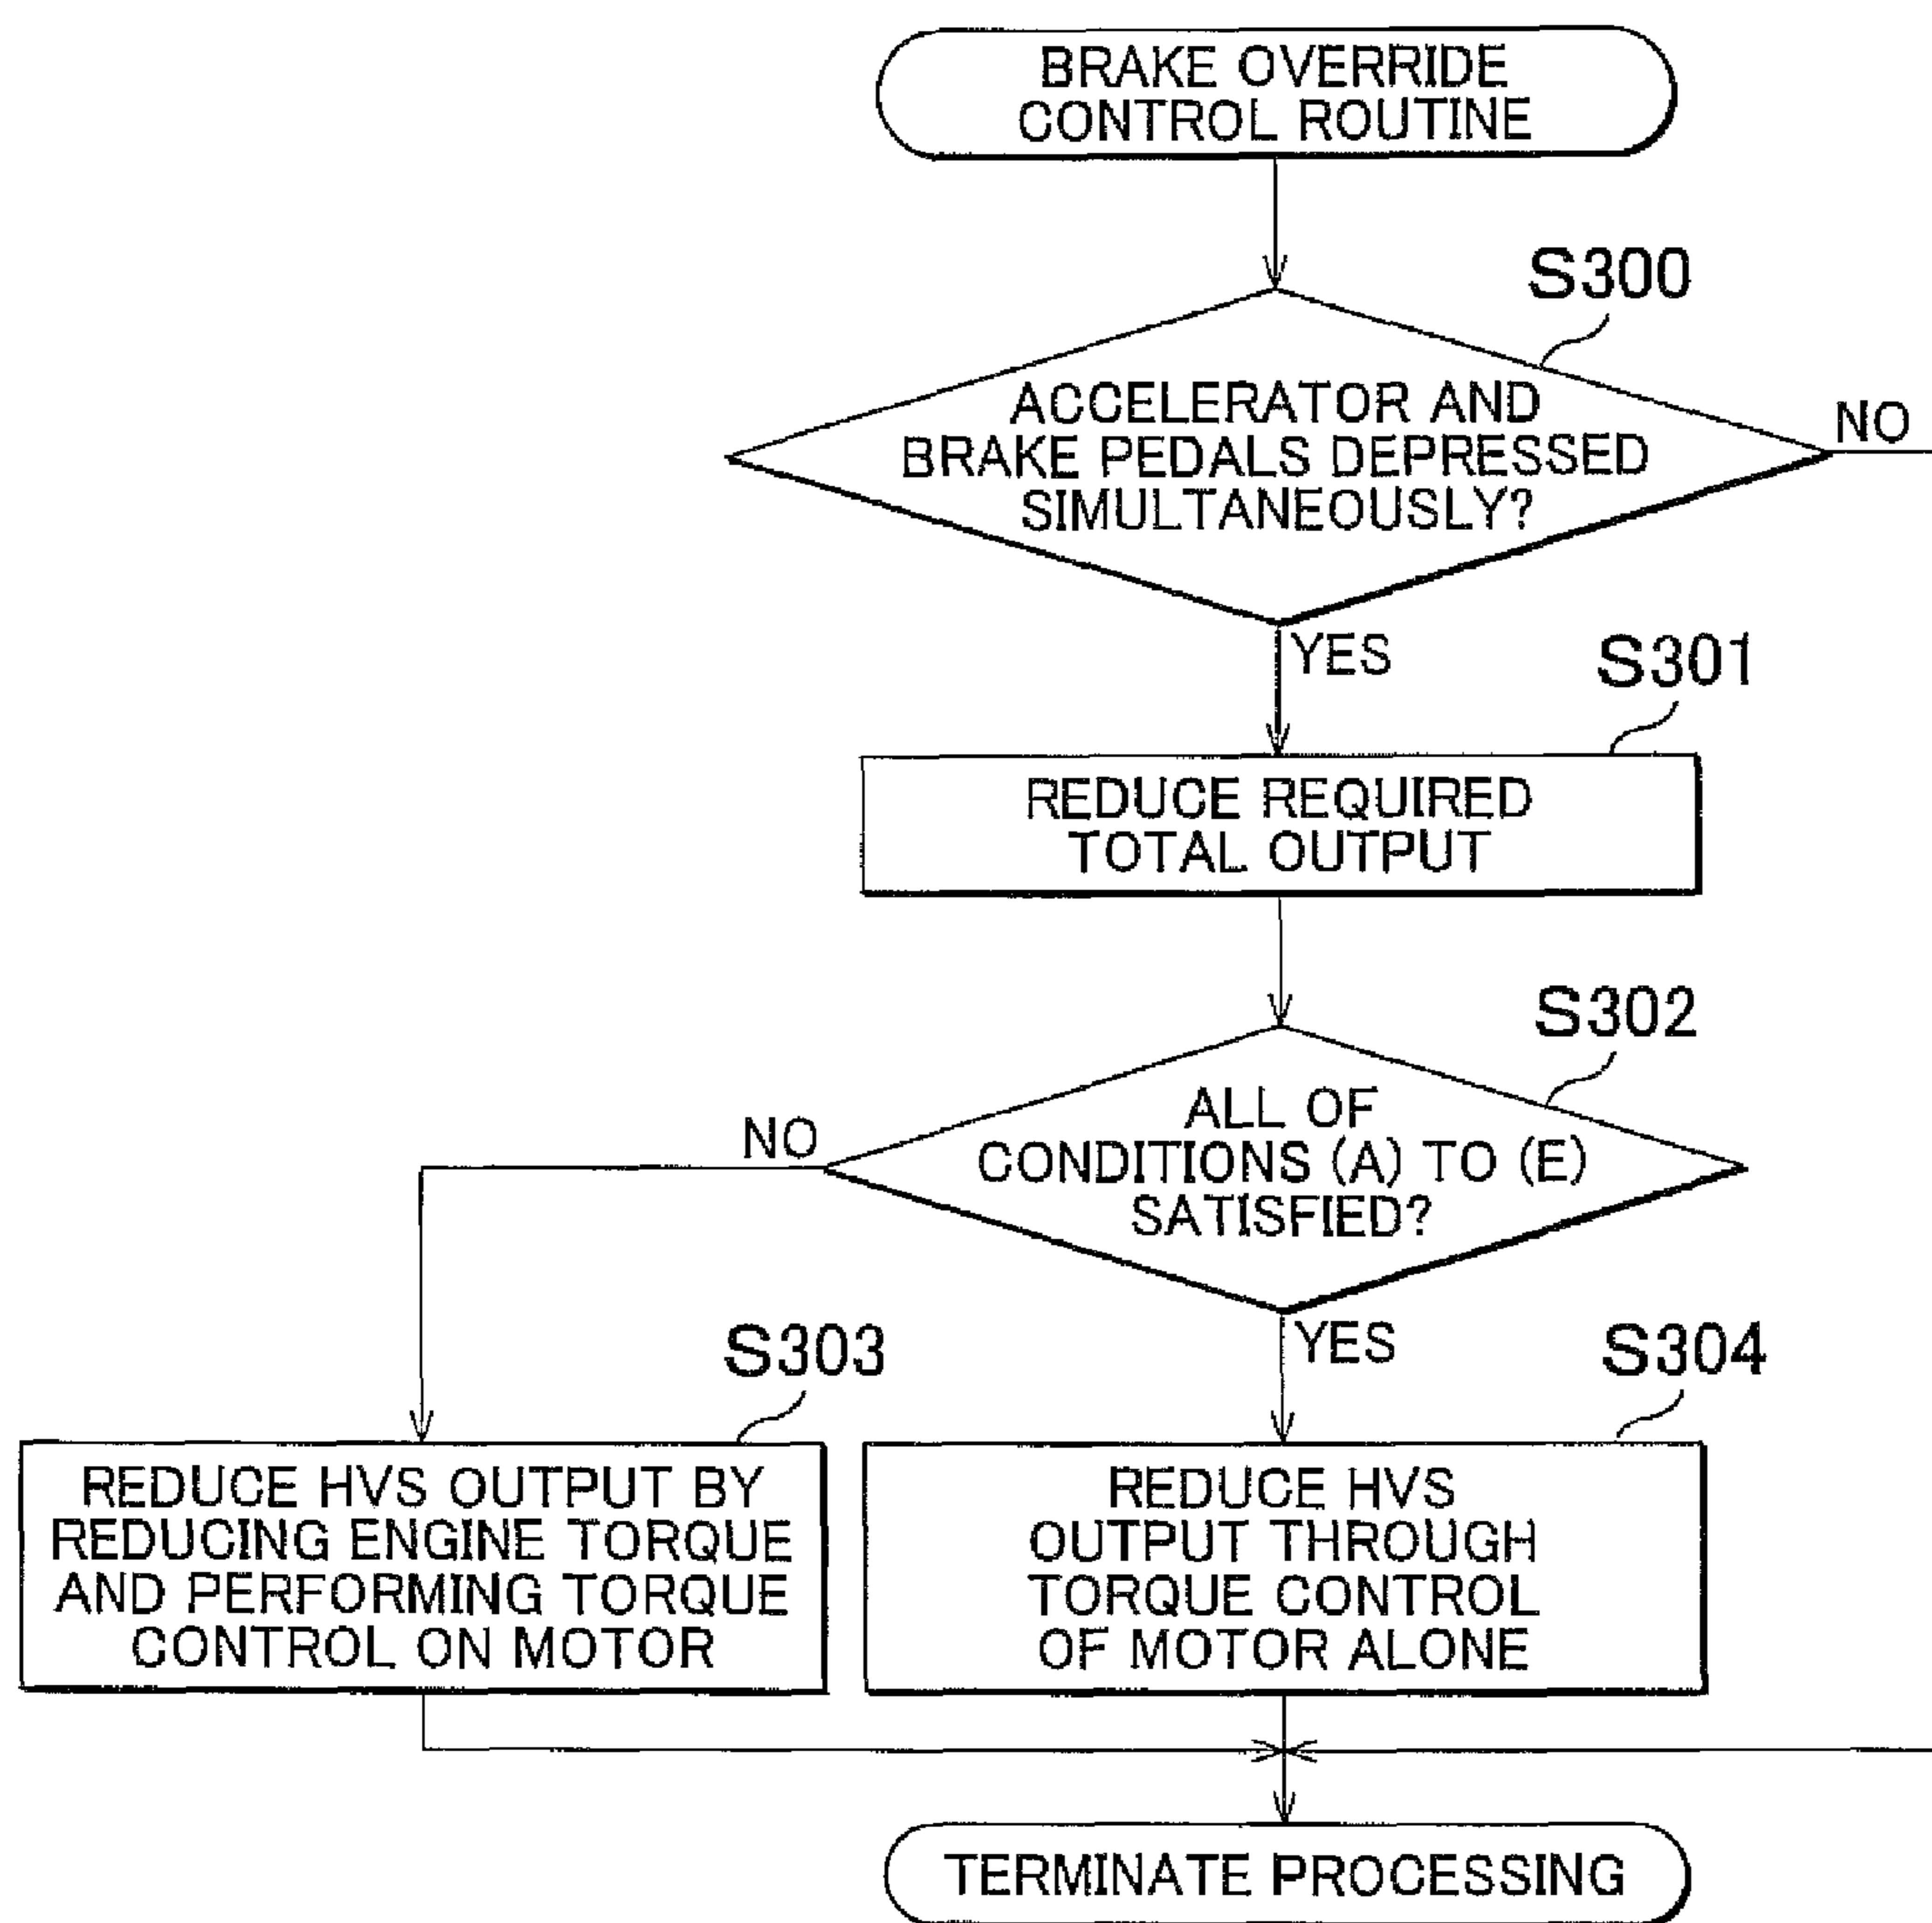 BRAKE OVERRIDE
CONTROL ROUTINE
S300
ACCELERATOR AND
BRAKE PEDALS DEPRESSED
SIMULTANEOUSLY?
NO
YES
S301
REDUCE REQUIRED
TOTAL OUTPUT
S302
ALL OF
CONDITIONS (A) TO (E)
SATISFIED?
NO
YES
S303
REDUCE HVS OUTPUT BY
REDUCING ENGINE TORQUE
AND PERFORMING TORQUE
CONTROL ON MOTOR
S304
REDUCE HVS
OUTPUT THROUGH
TORQUE CONTROL
OF MOTOR ALONE
TERMINATE PROCESSING